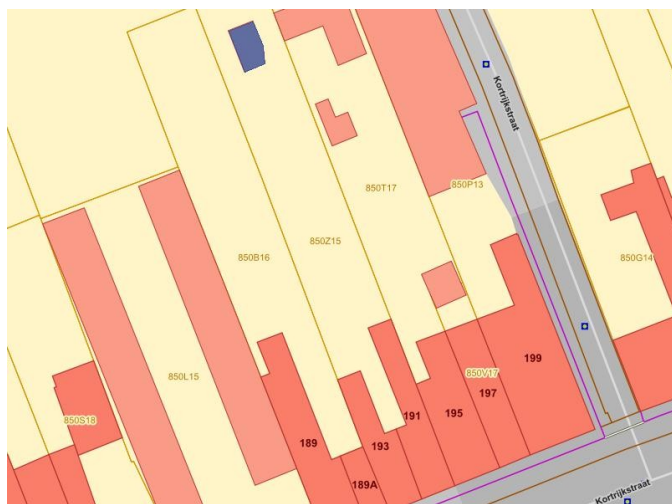 Kortrijkstraat
850T17
850P13
850Z15
850B16
850G14
850L15
850V17
199
197
195
191
193
189
189A
850S18
Kortrijkstraat